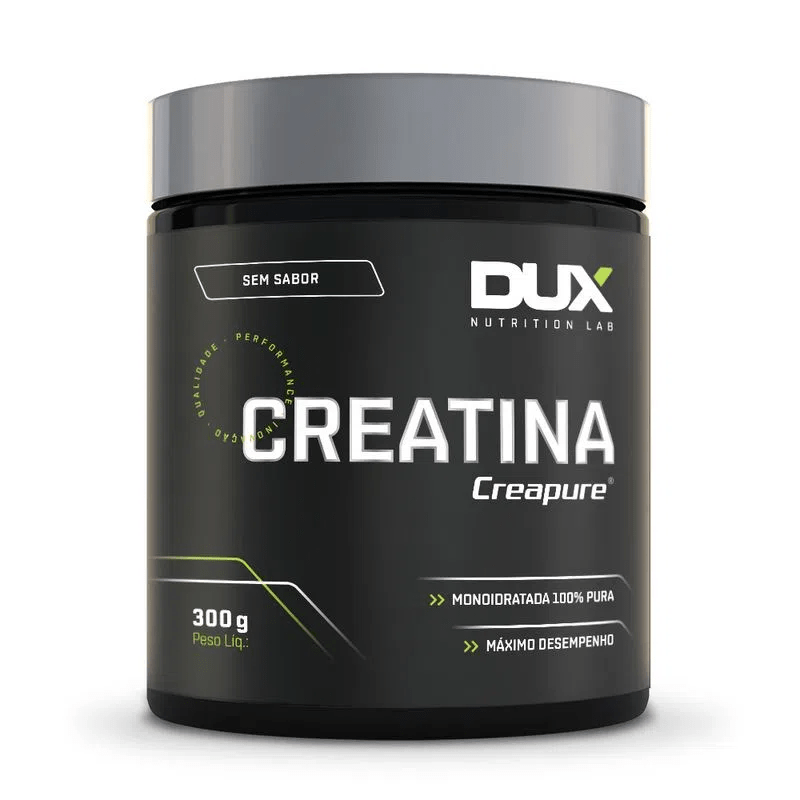 SEM SABOR
DUX
NUTRITION LAB
QUALIDADE · PERFORMANCE · INOVAÇÃO ·
CREATINA
Creapure®
300 g
Peso Líq.:
>> MONOIDRATADA 100% PURA
>> MÁXIMO DESEMPENHO